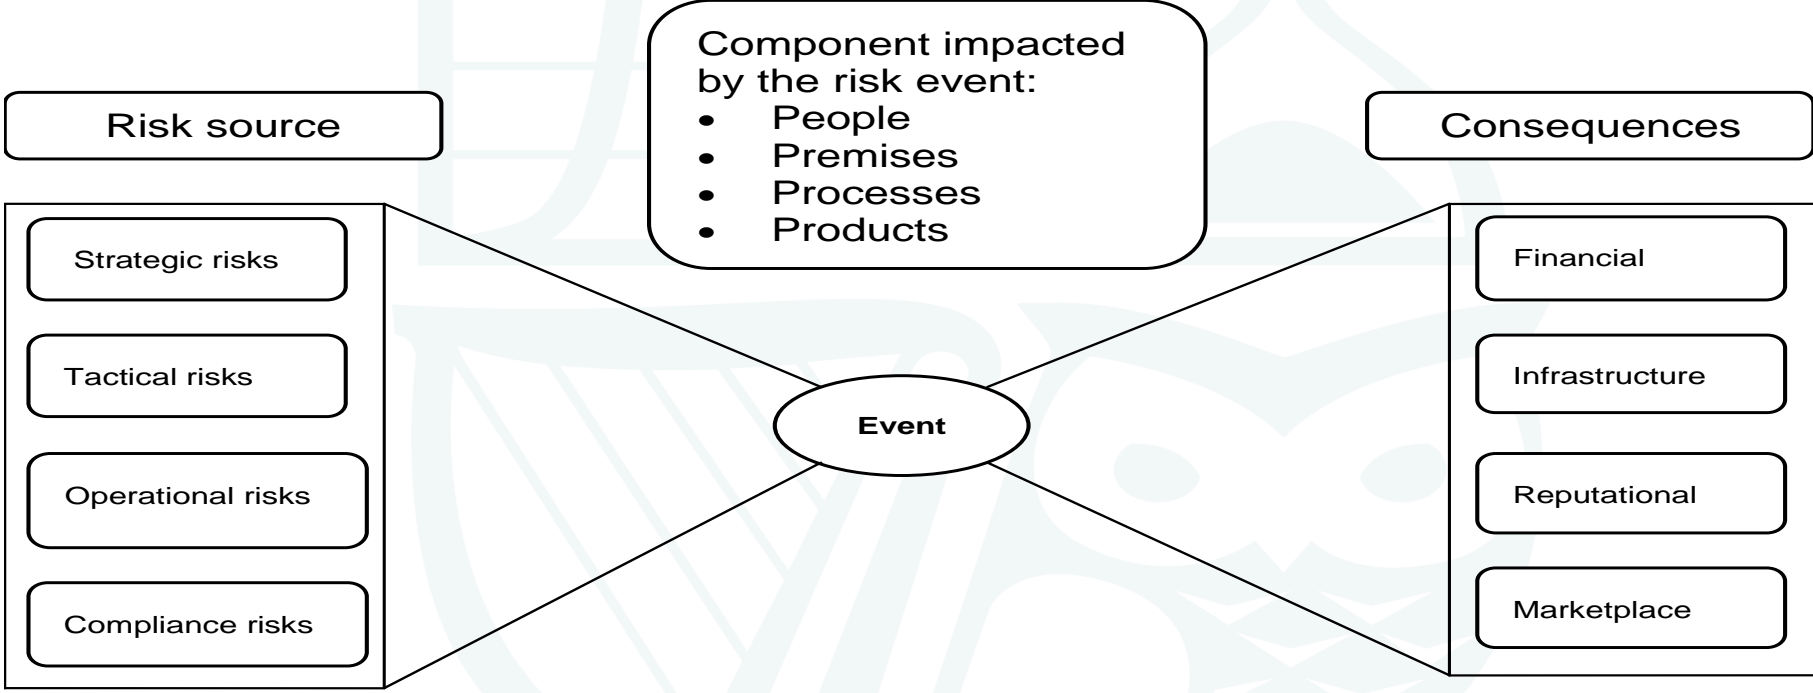 Component impacted
by the risk event:
• People
• Premises
• Processes
• Products
Risk source
Strategic risks
Tactical risks
Operational risks
Compliance risks
Event
Consequences
Financial
Infrastructure
Reputational
Marketplace